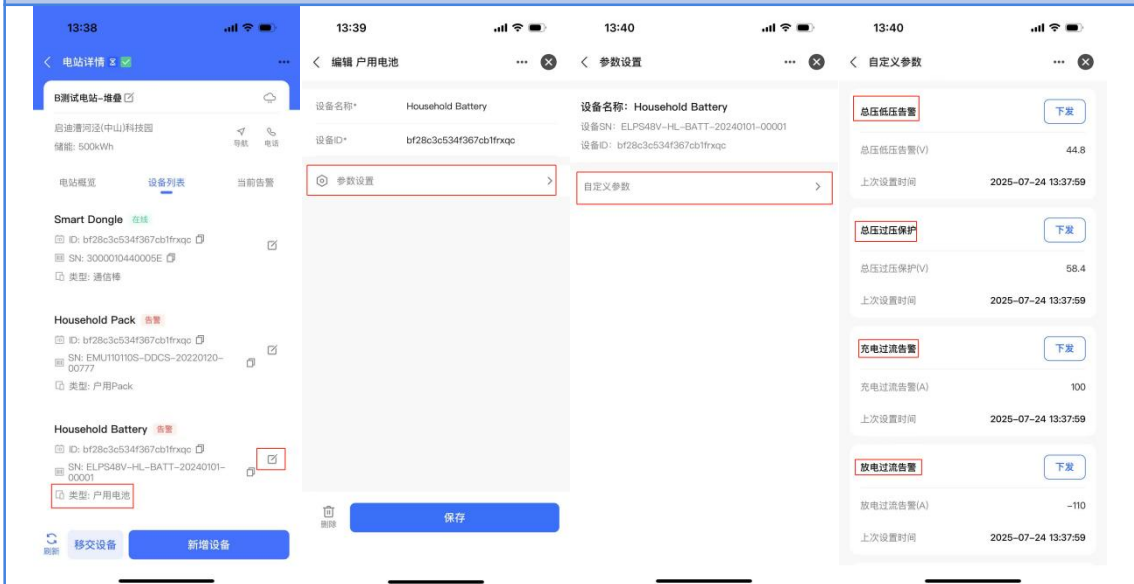 13:38
电站详情
B测试电站-堆叠
启迪漕河泾(中山)科技园
储能: 500kWh
导航
电话
电站概览
设备列表
当前告警
Smart Dongle 在线
ID: bf28c3c534f367cb1frxqc
SN: 3000010440005E
类型: 通信棒
Household Pack 告警
ID: bf28c3c534f367cb1frxqc
SN: EMU110110S-DDCS-20220120-
00777
类型: 户用Pack
Household Battery 告警
ID: bf28c3c534f367cb1frxqc
SN: ELPS48V-HL-BATT-20240101-
00001
类型: 户用电池
刷新
移交设备
新增设备
13:39
编辑 户用电池
设备名称* Household Battery
设备ID* bf28c3c534f367cb1frxqc
参数设置
删除
保存
13:40
参数设置
设备名称: Household Battery
设备SN: ELPS48V-HL-BATT-20240101-00001
设备ID: bf28c3c534f367cb1frxqc
自定义参数
13:40
自定义参数
总压低压告警 下发
总压低压告警(V) 44.8
上次设置时间 2025-07-24 13:37:59
总压过压保护 下发
总压过压保护(V) 58.4
上次设置时间 2025-07-24 13:37:59
充电过流告警 下发
充电过流告警(A) 100
上次设置时间 2025-07-24 13:37:59
放电过流告警 下发
放电过流告警(A) -110
上次设置时间 2025-07-24 13:37:59